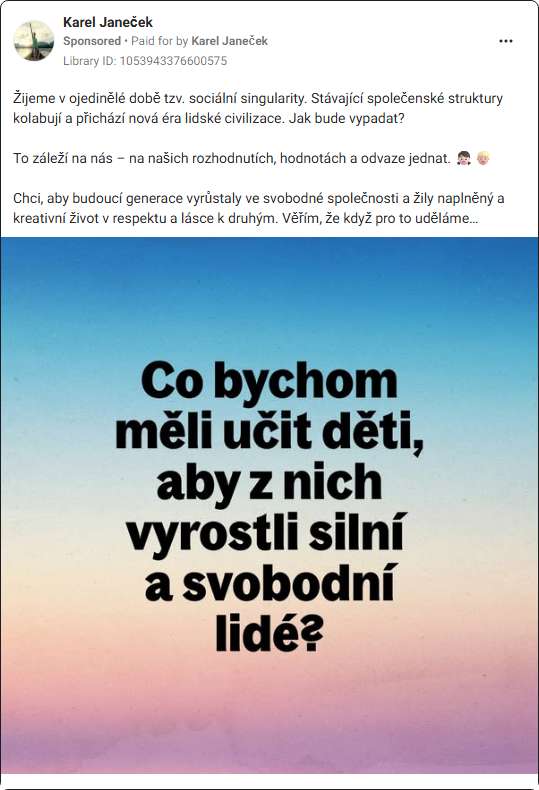 Karel Janeček
Sponsored • Paid for by Karel Janeček
Library ID: 1053943376600575
Žijeme v ojedinělé době tzv. sociální singularity. Stávající společenské struktury
kolabují a přichází nová éra lidské civilizace. Jak bude vypadat?
To záleží na nás – na našich rozhodnutích, hodnotách a odvaze jednat. 👧🏻 👦🏼
Chci, aby budoucí generace vyrůstaly ve svobodné společnosti a žily naplněný a
kreativní život v respektu a lásce k druhým. Věřím, že když pro to uděláme…
Co bychom
měli učit děti,
aby z nich
vyrostli silní
a svobodní
lidé?